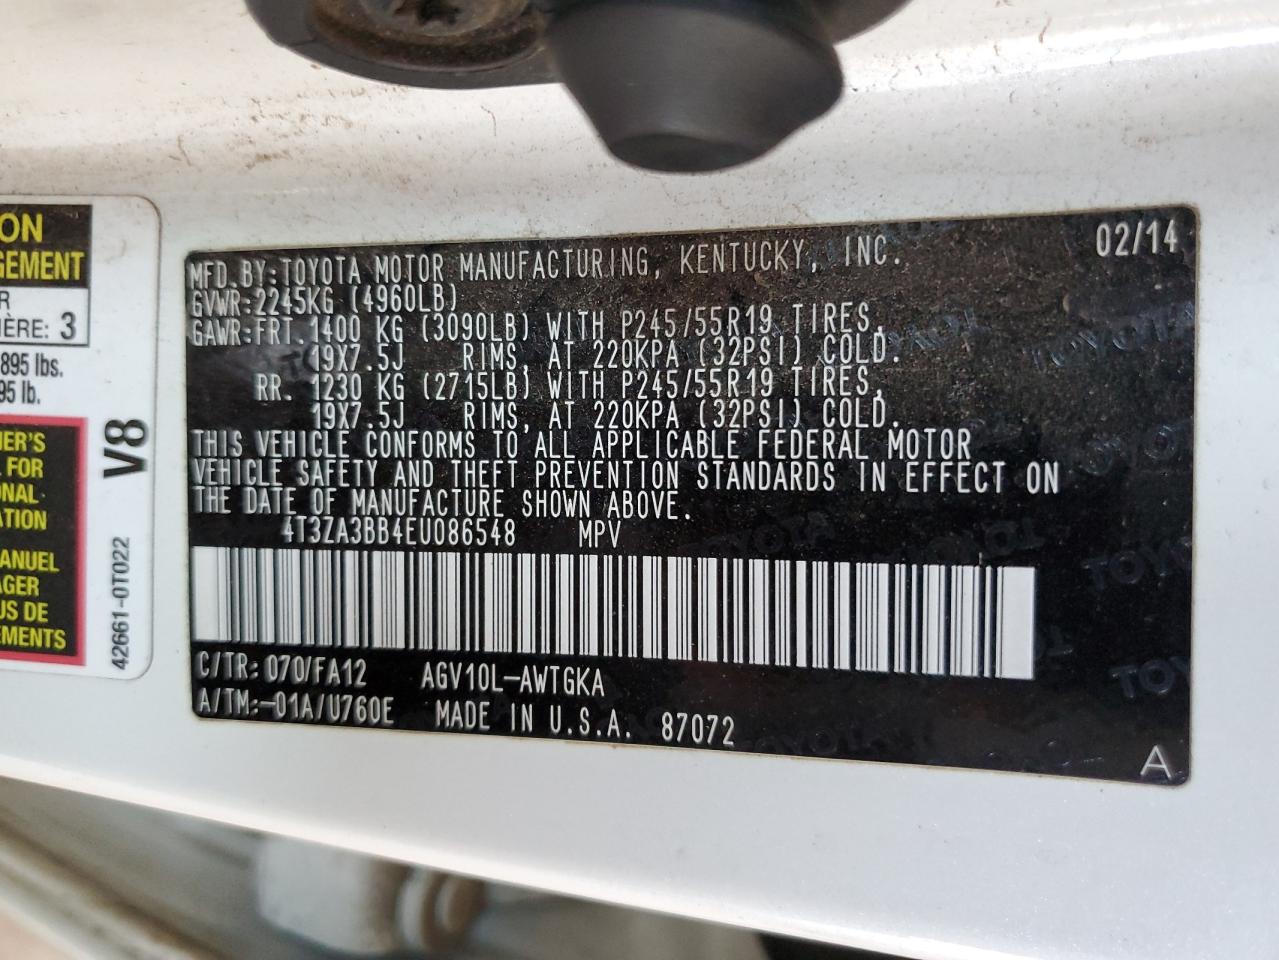 ON
GEMENT
R
IÈRE: 3
895 lbs.
95 lb.
ER'S
FOR
ONAL
ATION
MANUEL
AGER
US DE
EMENTS
V8
42661-0T022
02/14
MFD.BY:TOYOTA MOTOR MANUFACTURING, KENTUCKY, INC.
GVWR:2245KG (4960LB)
GAWR:FRT. 1400 KG (3090LB) WITH P245/55R19 TIRES,
19X7.5J RIMS, AT 220KPA (32PSI) COLD.
RR. 1230 KG (2715LB) WITH P245/55R19 TIRES,
19X7.5J RIMS, AT 220KPA (32PSI) COLD.
THIS VEHICLE CONFORMS TO ALL APPLICABLE FEDERAL MOTOR
VEHICLE SAFETY AND THEFT PREVENTION STANDARDS IN EFFECT ON
THE DATE OF MANUFACTURE SHOWN ABOVE.
4T3ZA3BB4EU086548 MPV
C/TR: 070/FA12 AGV10L-AWTGKA
A/TM:-01A/U760E MADE IN U.S.A. 87072
A